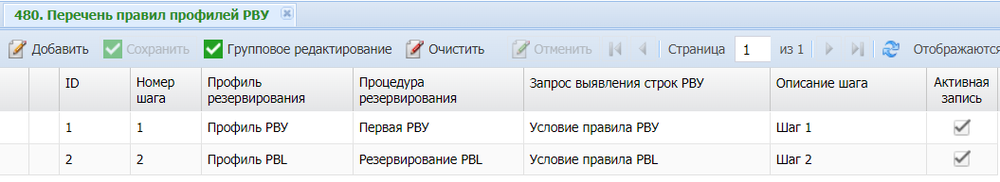 480. Перечень правил профилей РВУ
Добавить Сохранить Групповое редактирование Очистить Отменить Страница 1 из 1 Отображаются
ID Номер шага Профиль резервирования Процедура резервирования Запрос выявления строк РВУ Описание шага Активная запись
1 1 Профиль РВУ Первая РВУ Условие правила РВУ Шаг 1
2 2 Профиль PBL Резервирование PBL Условие правила PBL Шаг 2